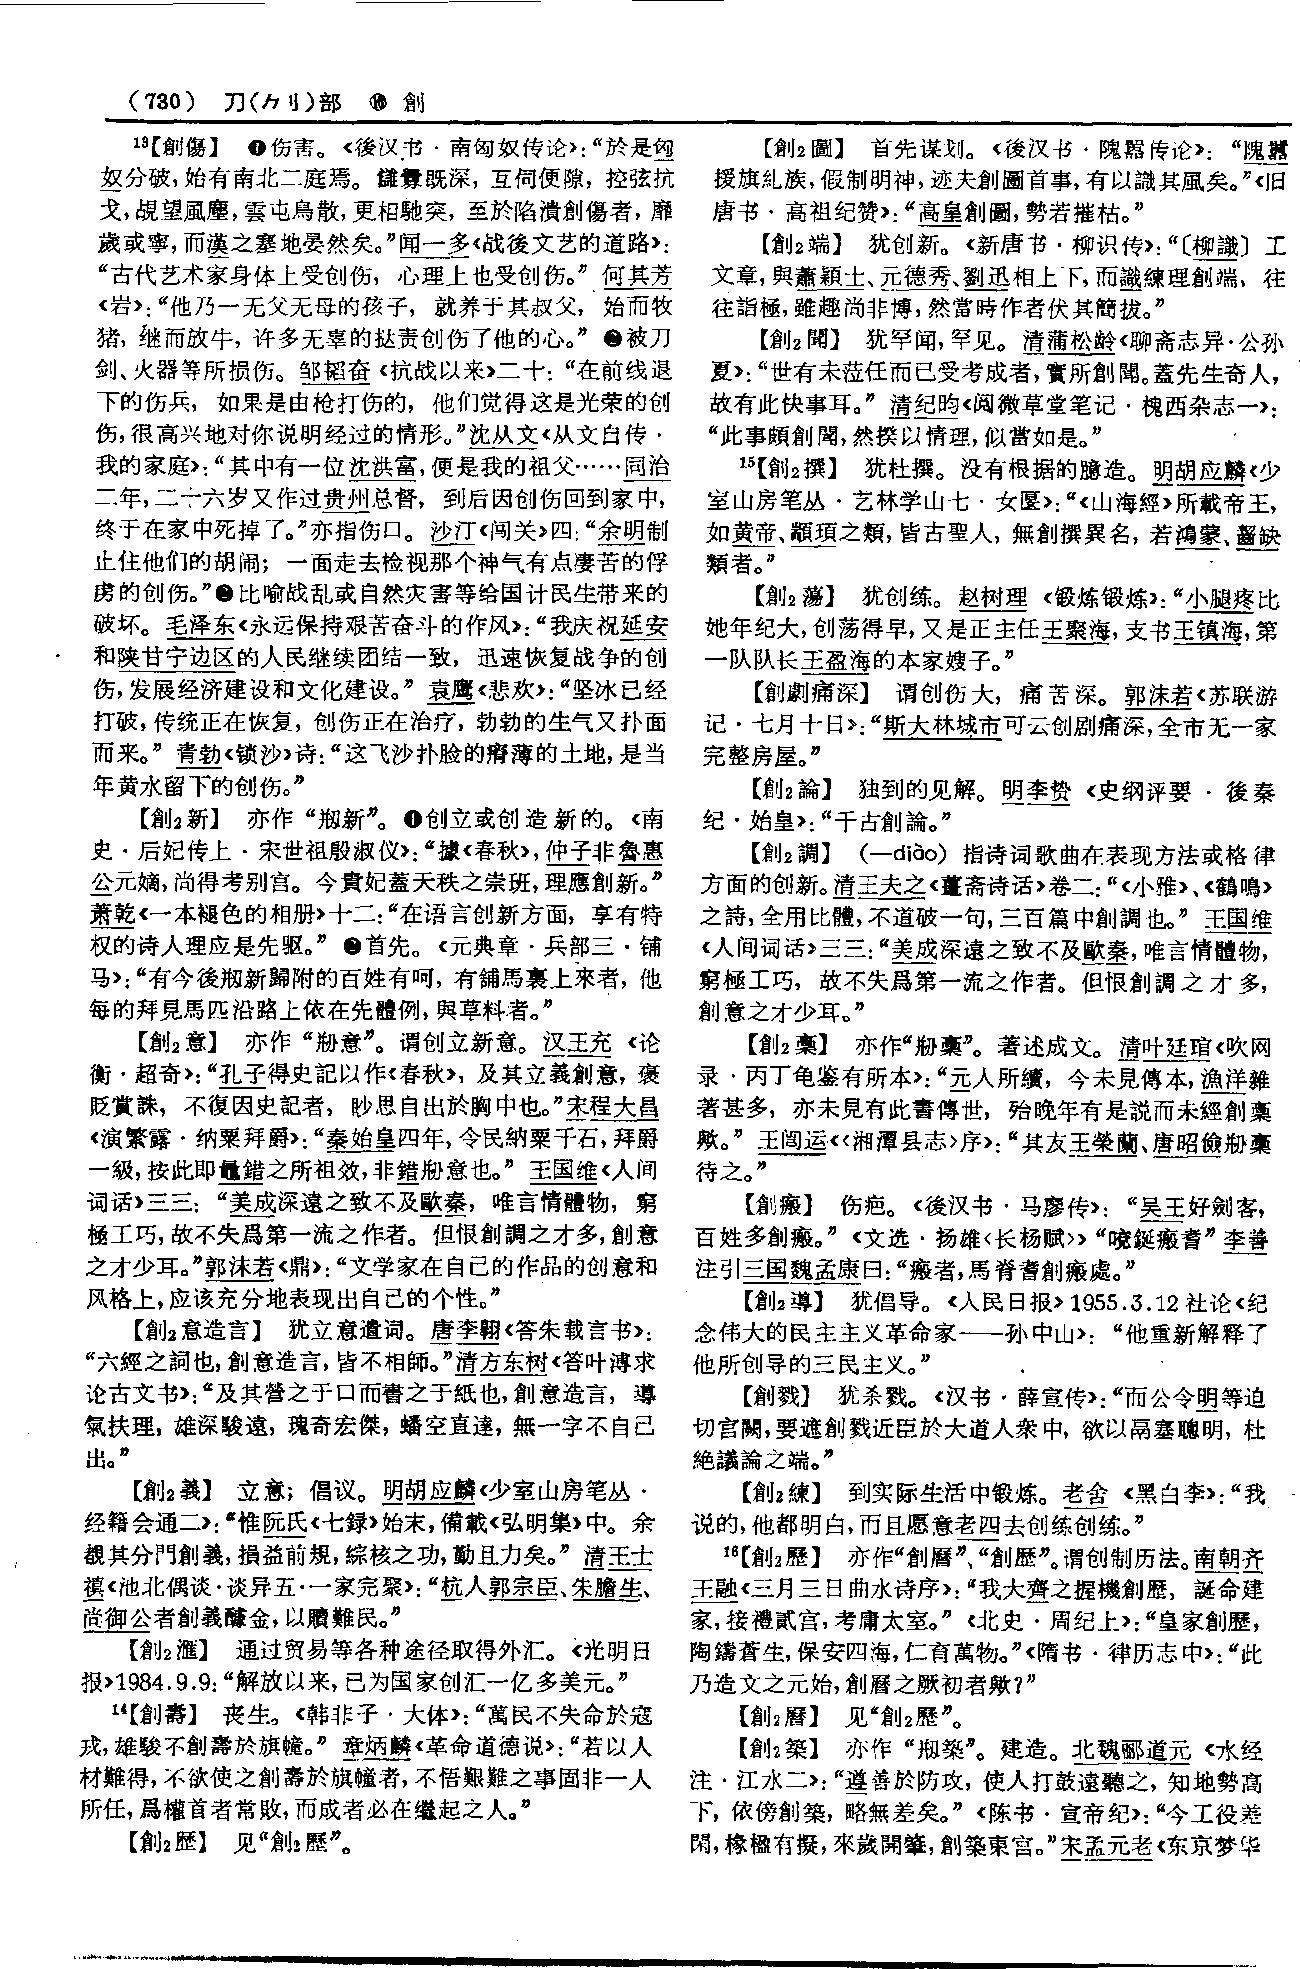 （730） 刀（⺈刂）部 ❿ 創
¹³【創傷】 ❶伤害。《後汉书·南匈奴传论》：“於是匈
奴分破，始有南北二庭焉。讎釁既深，互伺便隙，控弦抗
戈，覘望風塵，雲屯鳥散，更相馳突，至於陷潰創傷者，靡
歲或寧，而漢之塞地晏然矣。”闻一多《战後文艺的道路》：
“古代艺术家身体上受创伤，心理上也受创伤。” 何其芳
《岩》：“他乃一无父无母的孩子，就养于其叔父，始而牧
猪，继而放牛，许多无辜的挞责创伤了他的心。” ❷被刀
剑、火器等所损伤。邹韬奋《抗战以来》二十：“在前线退
下的伤兵，如果是由枪打伤的，他们觉得这是光荣的创
伤，很高兴地对你说明经过的情形。”沈从文《从文自传·
我的家庭》：“其中有一位沈洪富，便是我的祖父……同治
二年，二十六岁又作过贵州总督，到后因创伤回到家中，
终于在家中死掉了。”亦指伤口。沙汀《闯关》四：“余明制
止住他们的胡闹；一面走去检视那个神气有点凄苦的俘
虏的创伤。”❸比喻战乱或自然灾害等给国计民生带来的
破坏。毛泽东《永远保持艰苦奋斗的作风》：“我庆祝延安
和陕甘宁边区的人民继续团结一致，迅速恢复战争的创
伤，发展经济建设和文化建设。” 袁鹰《悲欢》：“坚冰已经
打破，传统正在恢复，创伤正在治疗，勃勃的生气又扑面
而来。” 青勃《锁沙》诗：“这飞沙扑脸的瘠薄的土地，是当
年黄水留下的创伤。”
【創₂新】 亦作“剏新”。❶创立或创造新的。《南
史·后妃传上·宋世祖殷淑仪》：“據《春秋》，仲子非魯惠
公元嫡，尚得考别宫。今貴妃蓋天秩之崇班，理應創新。”
萧乾《一本褪色的相册》十二：“在语言创新方面，享有特
权的诗人理应是先驱。” ❷首先。《元典章·兵部三·铺
马》：“有今後剏新歸附的百姓有呵，有舖馬裏上來者，他
每的拜見馬匹沿路上依在先體例，與草料者。”
【創₂意】 亦作“剙意”。谓创立新意。汉王充《论
衡·超奇》：“孔子得史記以作《春秋》，及其立義創意，褒
貶賞誅，不復因史記者，眇思自出於胸中也。”宋程大昌
《演繁露·纳粟拜爵》：“秦始皇四年，令民納粟千石，拜爵
一級，按此即鼂錯之所祖效，非錯剙意也。” 王国维《人间
词话》三三：“美成深遠之致不及歐秦，唯言情體物，窮
極工巧，故不失爲第一流之作者。但恨創調之才多，創意
之才少耳。”郭沫若《鼎》：“文学家在自己的作品的创意和
风格上，应该充分地表现出自己的个性。”
【創₂意造言】 犹立意遣词。唐李翱《答朱载言书》：
“六經之詞也，創意造言，皆不相師。”清方东树《答叶溥求
论古文书》：“及其營之于口而書之于紙也，創意造言，導
氣扶理，雄深駿遠，瑰奇宏傑，蟠空直達，無一字不自己
出。”
【創₂義】 立意；倡议。明胡应麟《少室山房笔丛·
经籍会通二》：“惟阮氏《七録》始末，備載《弘明集》中。余
覩其分門創義，損益前規，綜核之功，勤且力矣。” 清王士
禛《池北偶谈·谈异五·一家完聚》：“杭人郭宗臣、朱膽生、
尚御公者創義醵金，以贖難民。”
【創₂滙】 通过贸易等各种途径取得外汇。《光明日
报》1984.9.9：“解放以来，已为国家创汇一亿多美元。”
¹⁴【創壽】 丧生。《韩非子·大体》：“萬民不失命於寇
戎，雄駿不創壽於旗幢。” 章炳麟《革命道德说》：“若以人
材難得，不欲使之創壽於旗幢者，不悟艱難之事固非一人
所任，爲權首者常敗，而成者必在繼起之人。”
【創₂歴】 见“創₂歷”。
【創₂圖】 首先谋划。《後汉书·隗嚣传论》：“隗囂
援旗糺族，假制明神，迹夫創圖首事，有以識其風矣。”《旧
唐书·高祖纪赞》：“高皇創圖，勢若摧枯。”
【創₂端】 犹创新。《新唐书·柳识传》：“〔柳識〕工
文章，與蕭穎士、元德秀、劉迅相上下，而識練理創端，往
往詣極，雖趣尚非博，然當時作者伏其簡拔。”
【創₂聞】 犹罕闻，罕见。清蒲松龄《聊斋志异·公孙
夏》：“世有未蒞任而已受考成者，實所創聞。蓋先生奇人，
故有此快事耳。” 清纪昀《阅微草堂笔记·槐西杂志一》：
“此事頗創聞，然揆以情理，似當如是。”
¹⁵【創₂撰】 犹杜撰。没有根据的臆造。明胡应麟《少
室山房笔丛·艺林学山七·女匽》：“《山海經》所載帝王，
如黄帝、顓頊之類，皆古聖人，無創撰異名，若鴻蒙、齧缺
類者。”
【創₂蕩】 犹创练。赵树理《锻炼锻炼》：“小腿疼比
她年纪大，创荡得早，又是正主任王聚海，支书王镇海，第
一队队长王盈海的本家嫂子。”
【創劇痛深】 谓创伤大，痛苦深。郭沫若《苏联游
记·七月十日》：“斯大林城市可云创剧痛深，全市无一家
完整房屋。”
【創₂論】 独到的见解。明李贽《史纲评要·後秦
纪·始皇》：“千古創論。”
【創₂調】 （—diào）指诗词歌曲在表现方法或格律
方面的创新。清王夫之《薑斋诗话》卷二：“《小雅》、《鶴鳴》
之詩，全用比體，不道破一句，三百篇中創調也。” 王国维
《人间词话》三三：“美成深遠之致不及歐秦，唯言情體物，
窮極工巧，故不失爲第一流之作者。但恨創調之才多，
創意之才少耳。”
【創₂稾】 亦作“剙稾”。著述成文。清叶廷琯《吹网
录·丙丁龟鉴有所本》：“元人所續，今未見傳本，漁洋雜
著甚多，亦未見有此書傳世，殆晚年有是説而未經創稾
歟。” 王闿运《〈湘潭县志〉序》：“其友王榮蘭、唐昭儉剙稾
待之。”
【創瘢】 伤疤。《後汉书·马廖传》：“吴王好劍客，
百姓多創瘢。” 《文选·扬雄〈长杨赋〉》“吮鋋瘢耆”李善
注引三国魏孟康曰：“瘢者，馬脊耆創瘢處。”
【創₂導】 犹倡导。《人民日报》1955.3.12社论《纪
念伟大的民主主义革命家——孙中山》：“他重新解释了
他所创导的三民主义。”
【創戮】 犹杀戮。《汉书·薛宣传》：“而公令明等迫
切宫闕，要遮創戮近臣於大道人衆中，欲以鬲塞聰明，杜
絶議論之端。”
【創₂練】 到实际生活中锻炼。老舍《黑白李》：“我
说的，他都明白，而且愿意老四去创练创练。”
¹⁶【創₂歷】 亦作“創曆”、“創歴”。谓创制历法。南朝齐
王融《三月三日曲水诗序》：“我大齊之握機創歷，誕命建
家，接禮貳宫，考庸太室。” 《北史·周纪上》：“皇家創歷，
陶鑄蒼生，保安四海，仁育萬物。”《隋书·律历志中》：“此
乃造文之元始，創曆之厥初者歟？”
【創₂曆】 见“創₂歷”。
【創₂築】 亦作“剏築”。建造。北魏郦道元《水经
注·江水二》：“遵善於防攻，使人打鼓遠聽之，知地勢高
下，依傍創築，略無差矣。” 《陈书·宣帝纪》：“今工役差
閑，椽楹有擬，來歲開肇，創築東宫。”宋孟元老《东京梦华